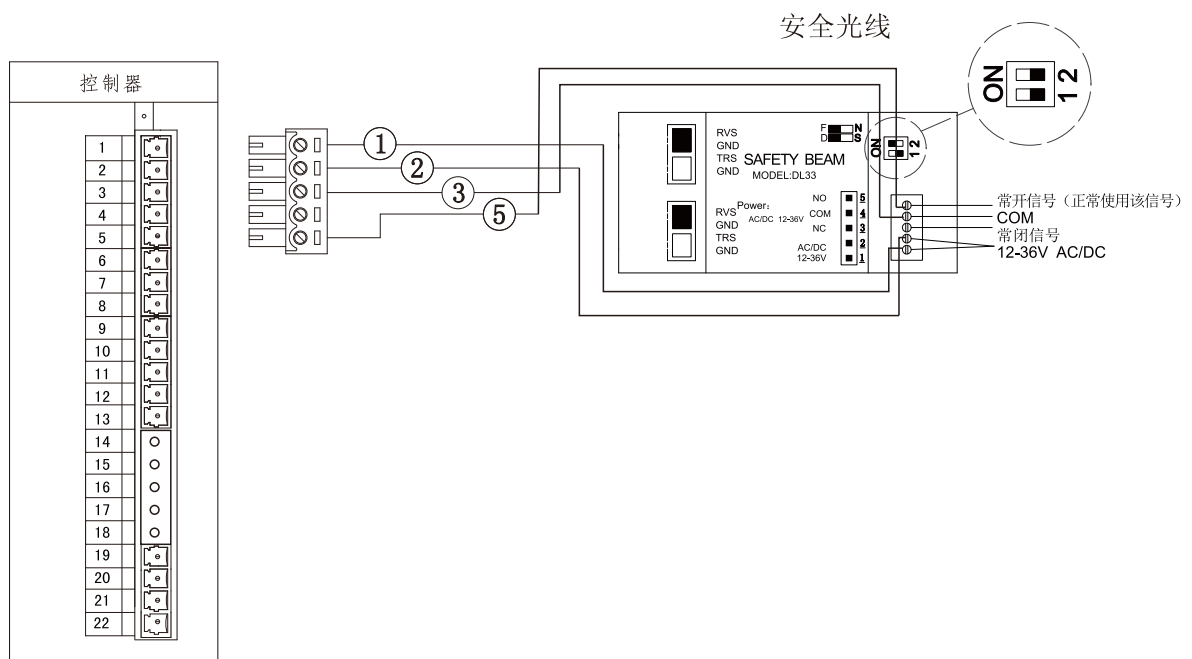 安全光线
控制器
1
2
3
4
5
6
7
8
9
10
11
12
13
14
15
16
17
18
19
20
21
22
①
②
③
⑤
RVS
GND
TRS
GND
F N
D S
SAFETY BEAM
MODEL:DL33
ON
1 2
ON
1 2
RVS
GND
TRS
GND
Power:
AC/DC 12-36V
NO 5
COM 4
NC 3
AC/DC 2
12-36V 1
常开信号（正常使用该信号）
COM
常闭信号
12-36V AC/DC